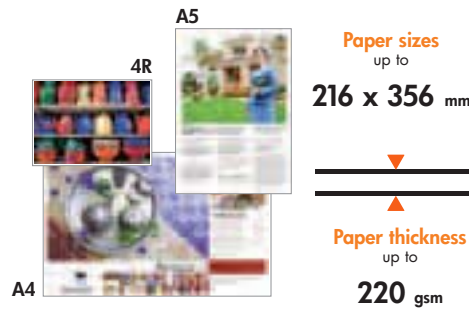 A5
4R
A4
Paper sizes
up to
216 x 356 mm
Paper thickness
up to
220 gsm